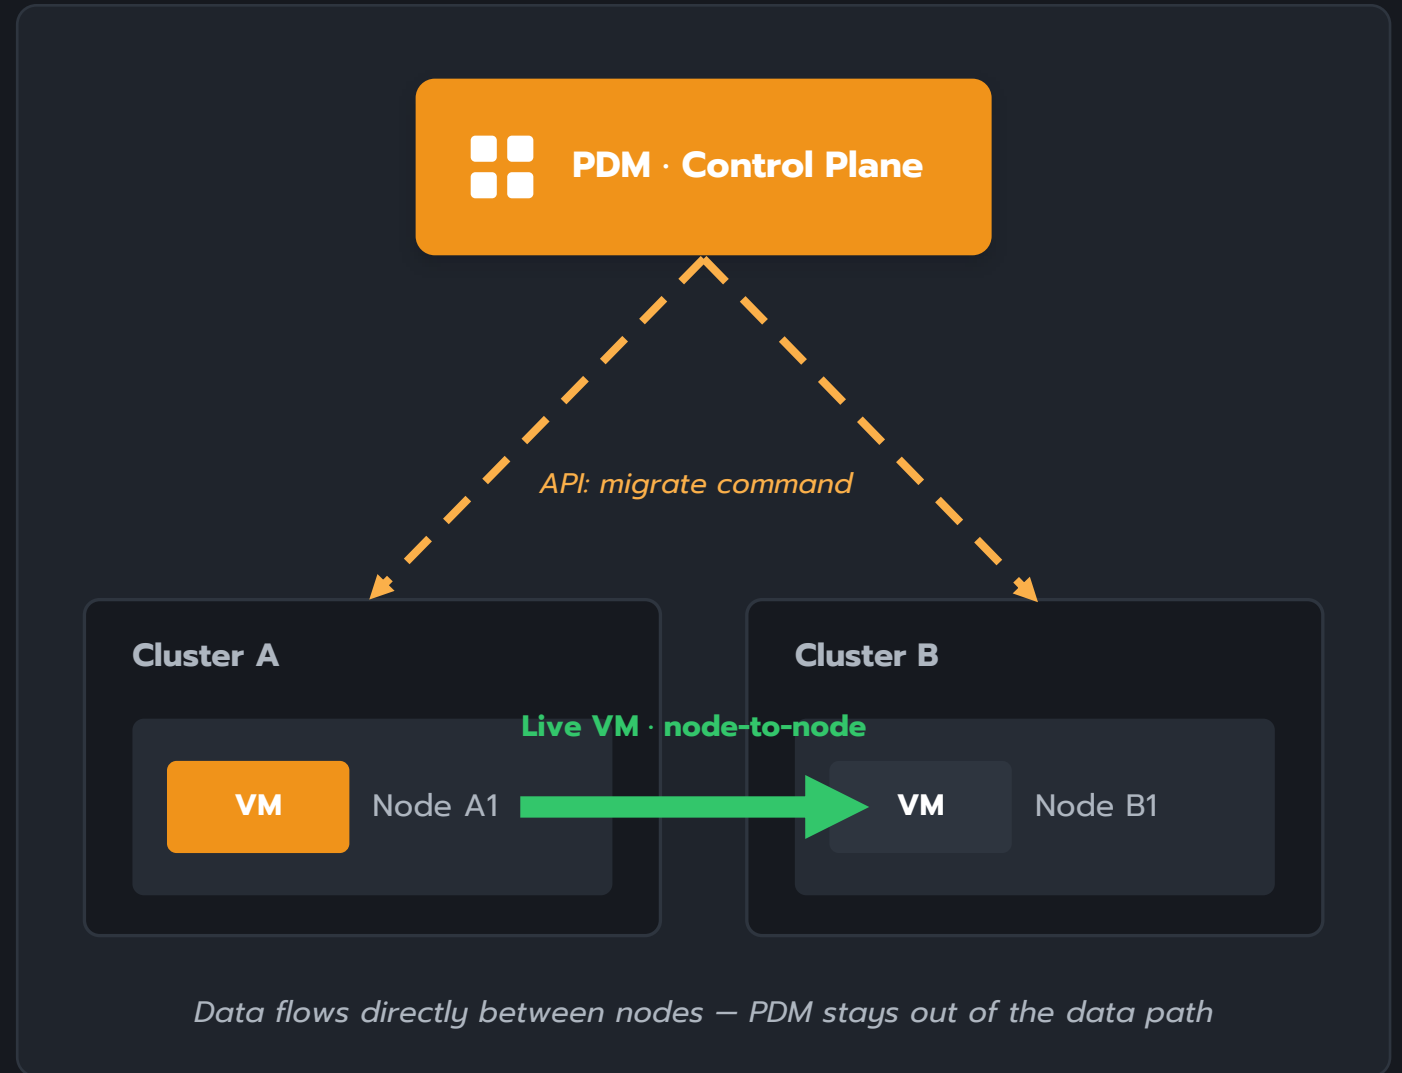 PDM · Control Plane
API: migrate command
Cluster A
Cluster B
Live VM · node-to-node
VM
Node A1
VM
Node B1
Data flows directly between nodes — PDM stays out of the data path